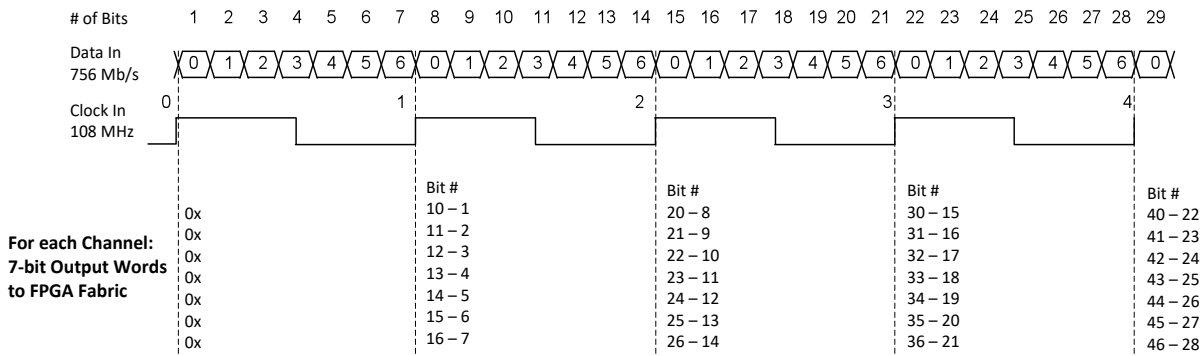 # of Bits 1 2 3 4 5 6 7 8 9 10 11 12 13 14 15 16 17 18 19 20 21 22 23 24 25 26 27 28 29
Data In
756 Mb/s
0 1 2 3 4 5 6 0 1 2 3 4 5 6 0 1 2 3 4 5 6 0 1 2 3 4 5 6 0
0 1 2 3 4
Clock In
108 MHz
For each Channel:
7-bit Output Words
to FPGA Fabric
0x
0x
0x
0x
0x
0x
0x
Bit #
10 – 1
11 – 2
12 – 3
13 – 4
14 – 5
15 – 6
16 – 7
Bit #
20 – 8
21 – 9
22 – 10
23 – 11
24 – 12
25 – 13
26 – 14
Bit #
30 – 15
31 – 16
32 – 17
33 – 18
34 – 19
35 – 20
36 – 21
Bit #
40 – 22
41 – 23
42 – 24
43 – 25
44 – 26
45 – 27
46 – 28